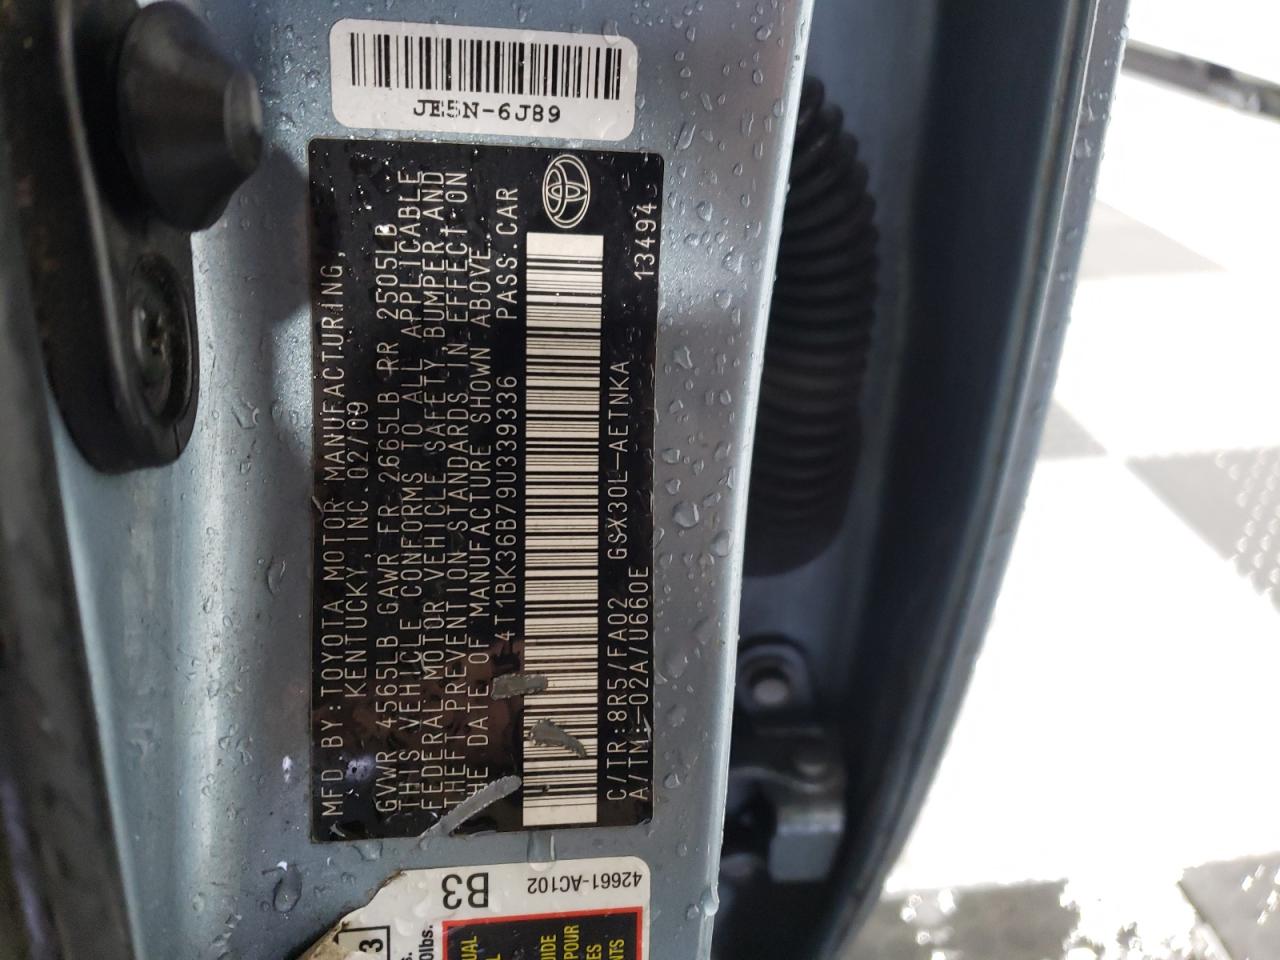 JE5N-6J89
MFD. BY: TOYOTA MOTOR MANUFACTURING,
KENTUCKY, INC. 02/09
GVWR 4565LB GAWR FR 2665LB RR 2505LB
THIS VEHICLE CONFORMS TO ALL APPLICABLE
FEDERAL MOTOR VEHICLE SAFETY, BUMPER, AND
THEFT PREVENTION STANDARDS IN EFFECT ON
THE DATE OF MANUFACTURE SHOWN ABOVE.
4T1BK36B79U339336 PASS. CAR
C/TR: 8R5/FA02 GSX30L-AETNKA 13494
A/TM: -02A/U660E
B3
42661-AC102
3